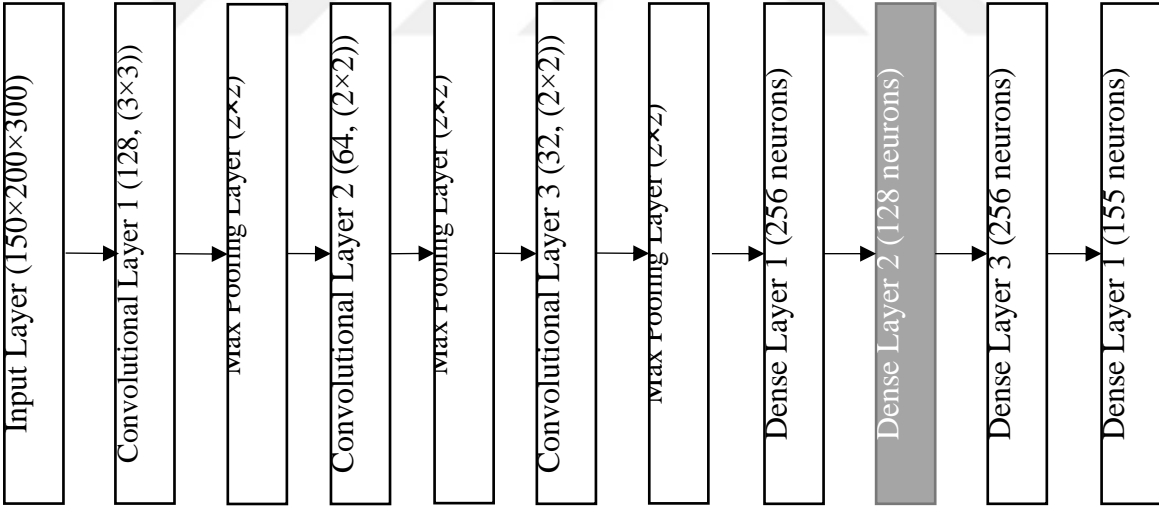 Input Layer (150×200×300)
Convolutional Layer 1 (128, (3×3))
Max Pooling Layer (2×2)
Convolutional Layer 2 (64, (2×2))
Max Pooling Layer (2×2)
Convolutional Layer 3 (32, (2×2))
Max Pooling Layer (2×2)
Dense Layer 1 (256 neurons)
Dense Layer 2 (128 neurons)
Dense Layer 3 (256 neurons)
Dense Layer 1 (155 neurons)